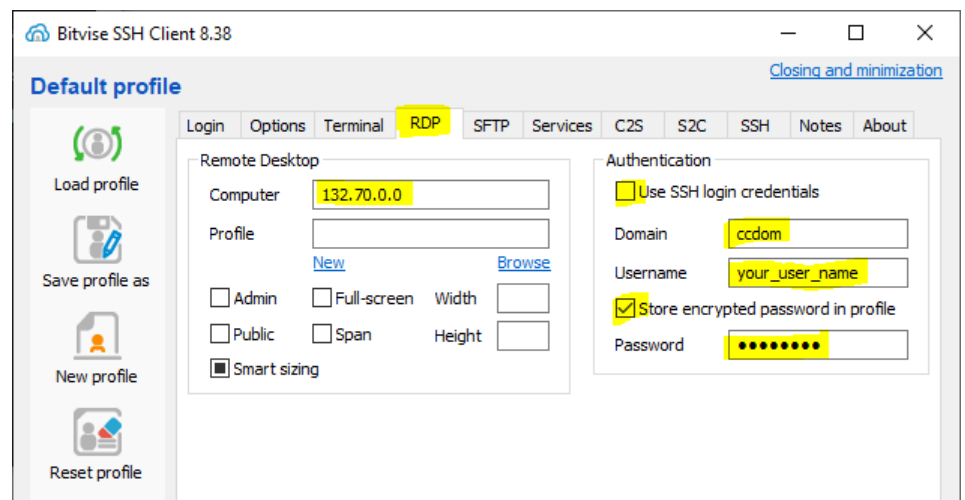 Bitvise SSH Client 8.38
Closing and minimization
Default profile
Login Options Terminal RDP SFTP Services C2S S2C SSH Notes About
Load profile
Save profile as
New profile
Reset profile
Remote Desktop
Computer 132.70.0.0
Profile
New Browse
Admin Full-screen Width
Public Span Height
Smart sizing
Authentication
Use SSH login credentials
Domain ccdom
Username your_user_name
Store encrypted password in profile
Password ••••••••